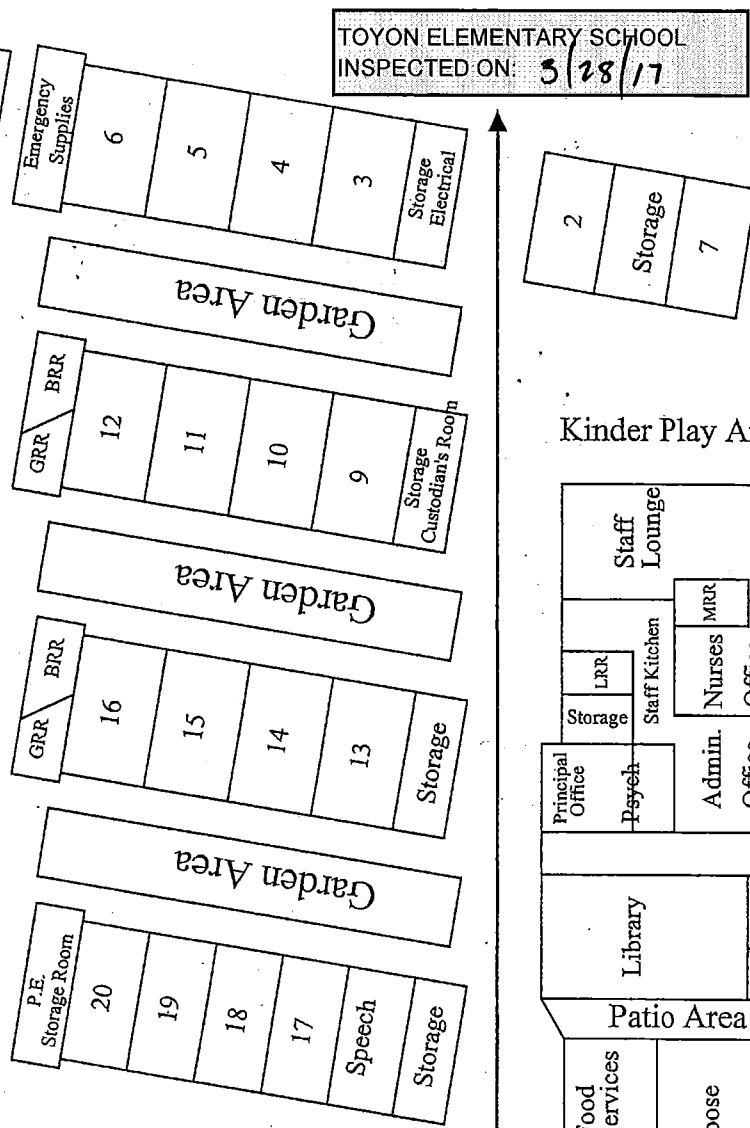 TOYON ELEMENTARY SCHOOL
INSPECTED ON: 3/28/17
Emergency
Supplies
6
5
4
3
Storage
Electrical
2
Storage
7
Garden Area
GRR
BRR
12
11
10
9
Storage
Custodian's Room
Kinder Play A
Garden Area
Staff
Lounge
MRR
LRR
Storage
Staff Kitchen
Nurses
Principal
Office
Psych
Admin.
GRR
BRR
16
15
14
13
Storage
Garden Area
Library
Patio Area
P.E.
Storage Room
20
19
18
17
Speech
Storage
ood
ervices
pose